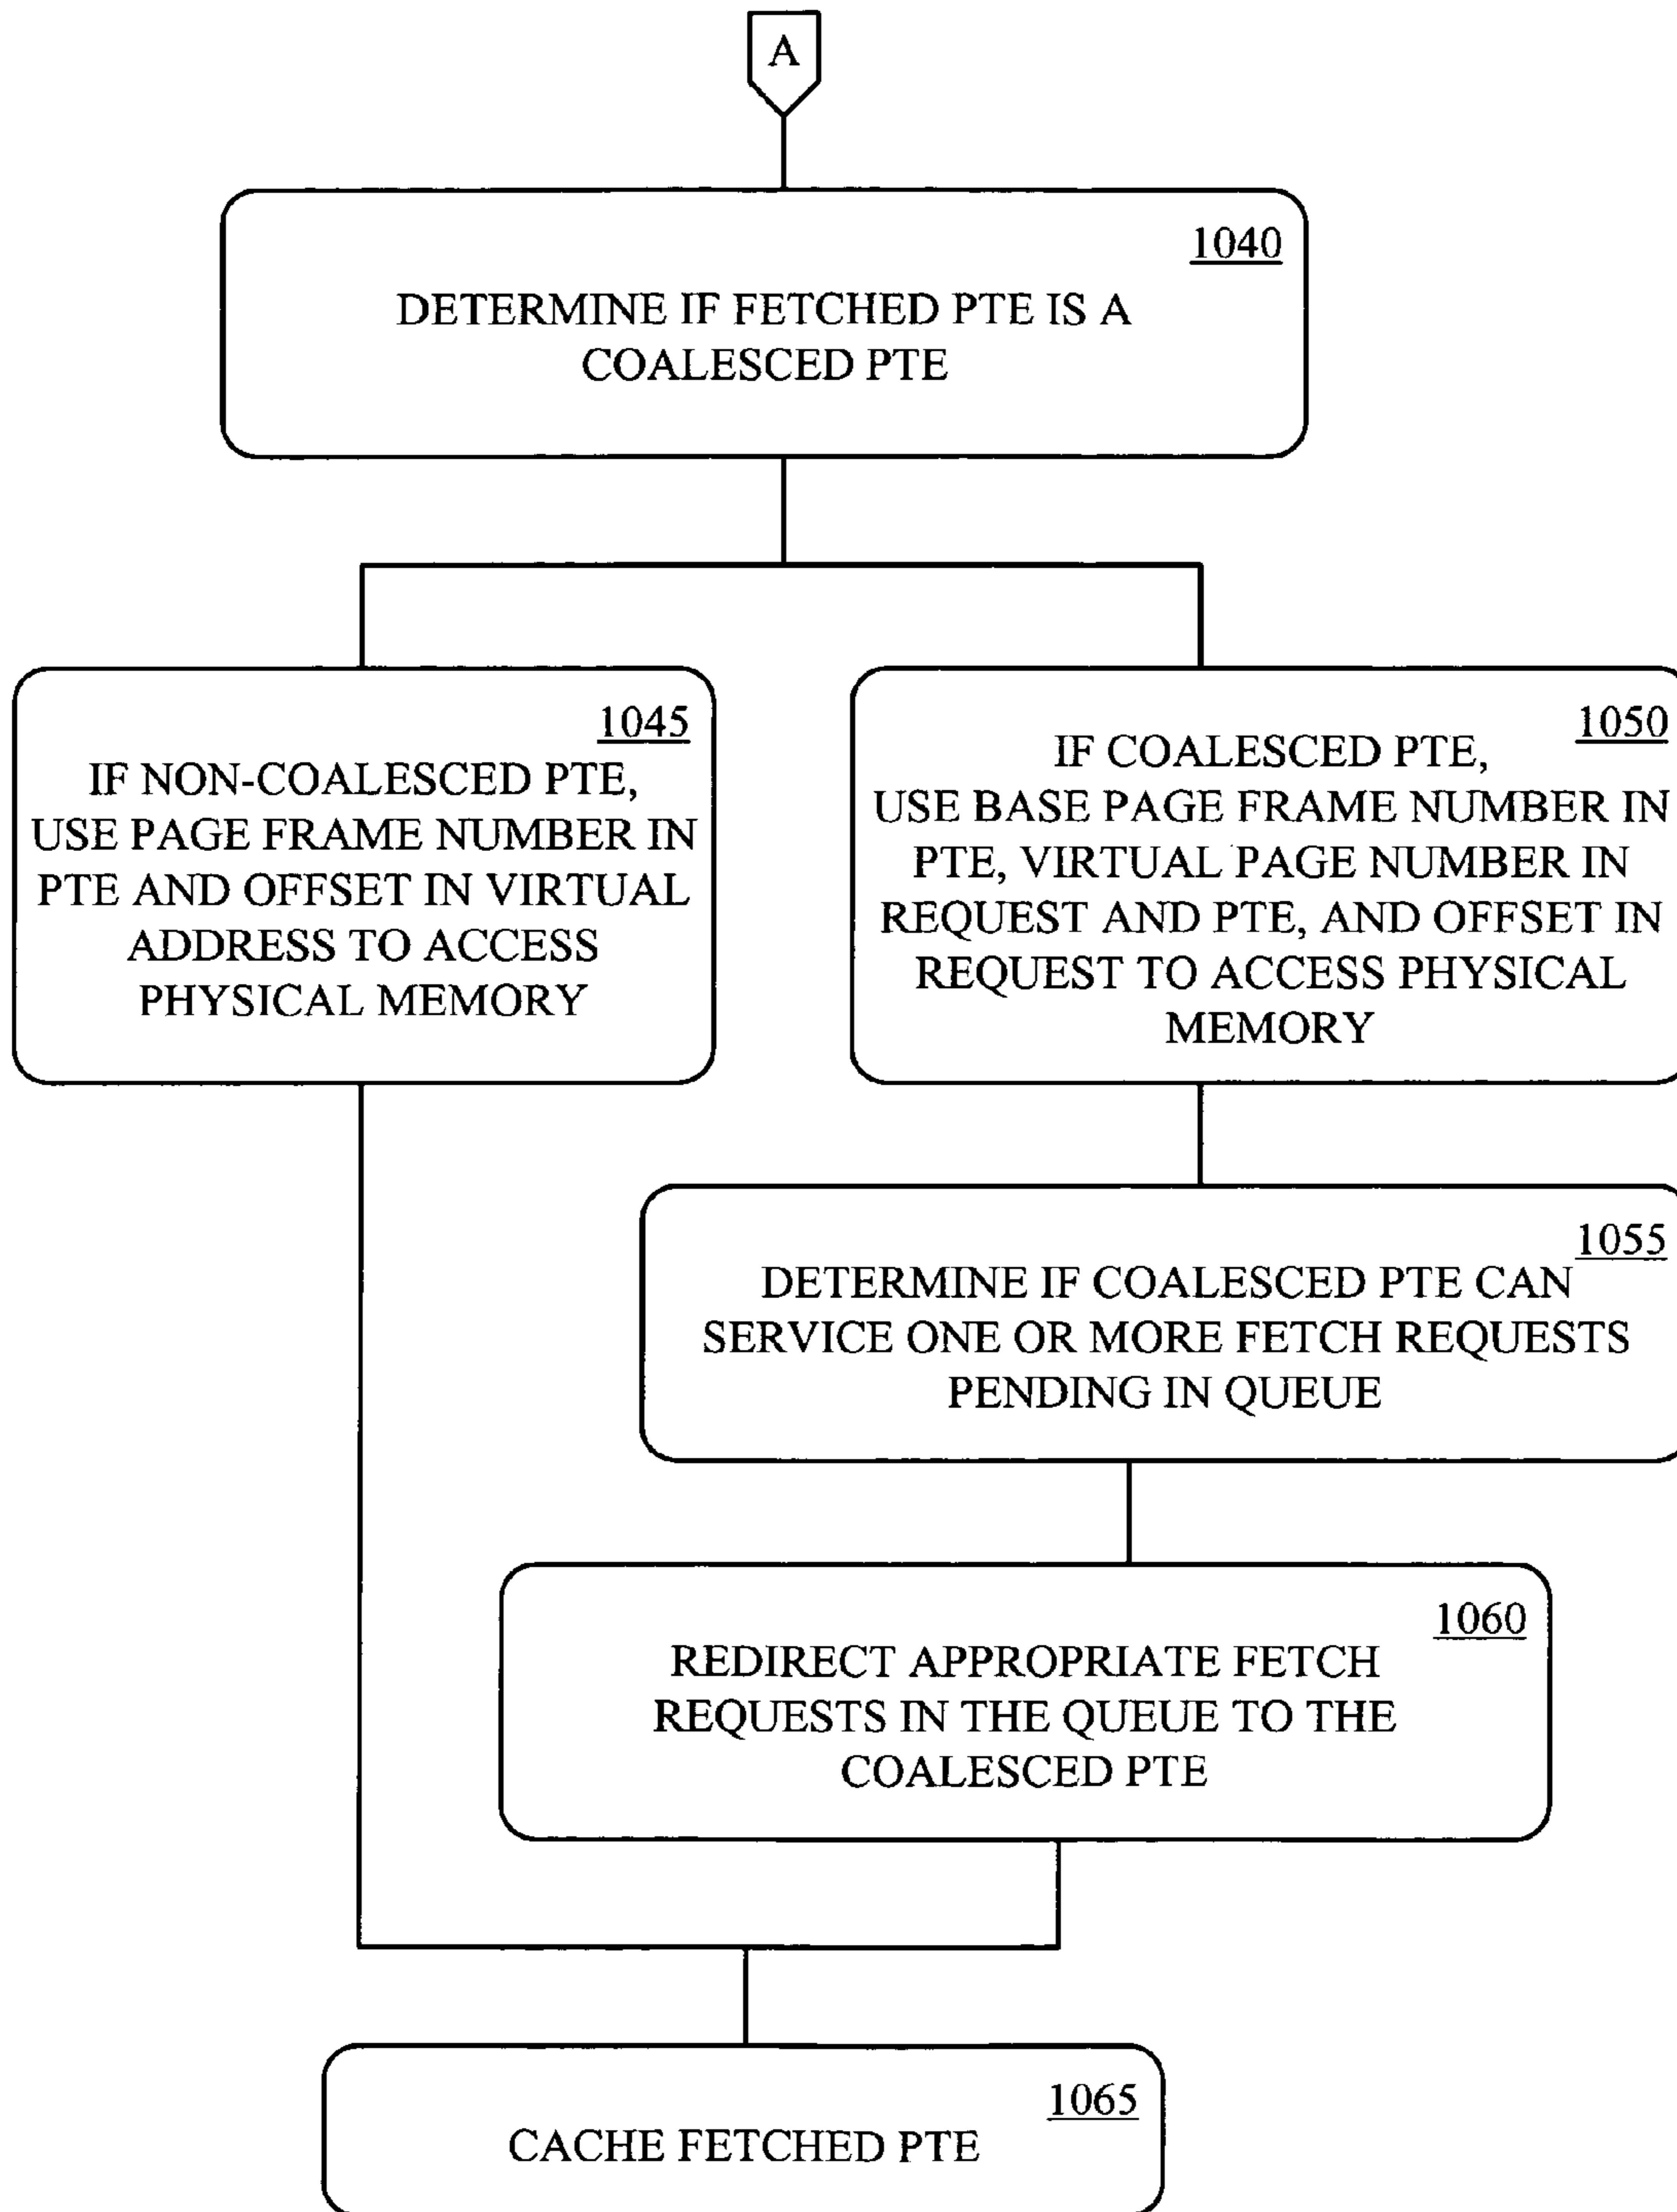 A
1040
DETERMINE IF FETCHED PTE IS A
COALESCED PTE
1045
IF NON-COALESCED PTE,
USE PAGE FRAME NUMBER IN
PTE AND OFFSET IN VIRTUAL
ADDRESS TO ACCESS
PHYSICAL MEMORY
1050
IF COALESCED PTE,
USE BASE PAGE FRAME NUMBER IN
PTE, VIRTUAL PAGE NUMBER IN
REQUEST AND PTE, AND OFFSET IN
REQUEST TO ACCESS PHYSICAL
MEMORY
1055
DETERMINE IF COALESCED PTE CAN
SERVICE ONE OR MORE FETCH REQUESTS
PENDING IN QUEUE
1060
REDIRECT APPROPRIATE FETCH
REQUESTS IN THE QUEUE TO THE
COALESCED PTE
1065
CACHE FETCHED PTE